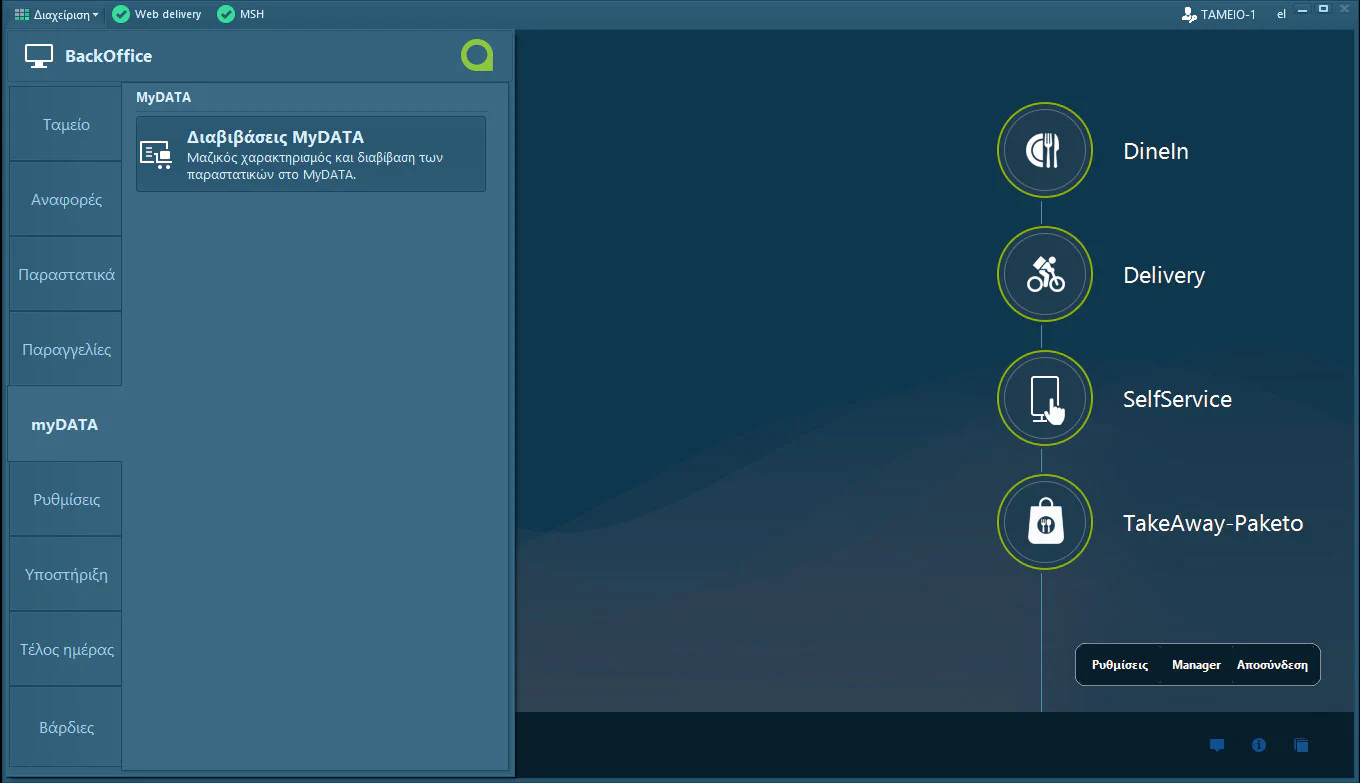 Διαχείριση
Web delivery
MSH
TAMEIO-1
el
BackOffice
Ταμείο
Αναφορές
Παραστατικά
Παραγγελίες
myDATA
Ρυθμίσεις
Υποστήριξη
Τέλος ημέρας
Βάρδιες
MyDATA
Διαβιβάσεις MyDATA
Μαζικός χαρακτηρισμός και διαβίβαση των
παραστατικών στο MyDATA.
DineIn
Delivery
SelfService
TakeAway-Paketo
Ρυθμίσεις
Manager
Αποσύνδεση